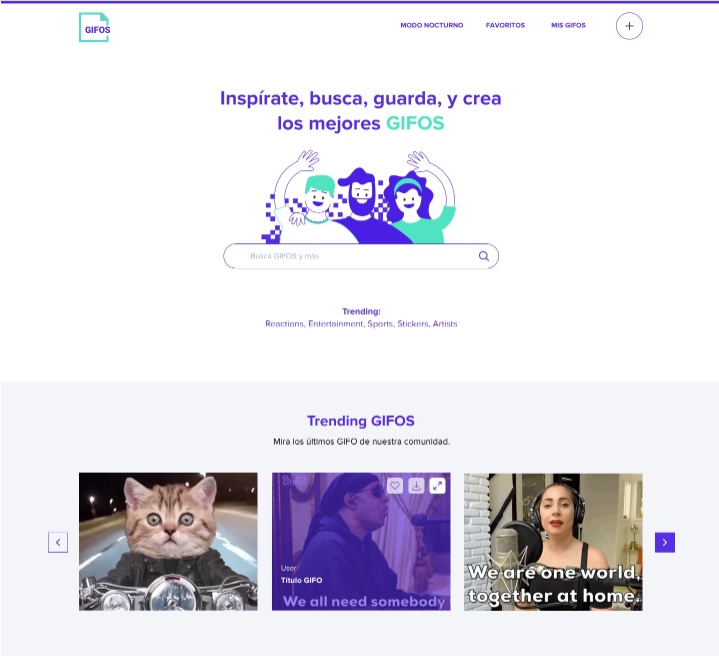 GIFOS
MODO NOCTURNO
FAVORITOS
MIS GIFOS
Inspírate, busca, guarda, y crea
los mejores GIFOS
Busca GIFOS y más
Trending:
Reactions, Entertainment, Sports, Stickers, Artists
Trending GIFOS
Mira los últimos GIFO de nuestra comunidad.
GLOBAL
CITIZEN
User
Título GIFO
We all need somebody
We are one world,
together at home.